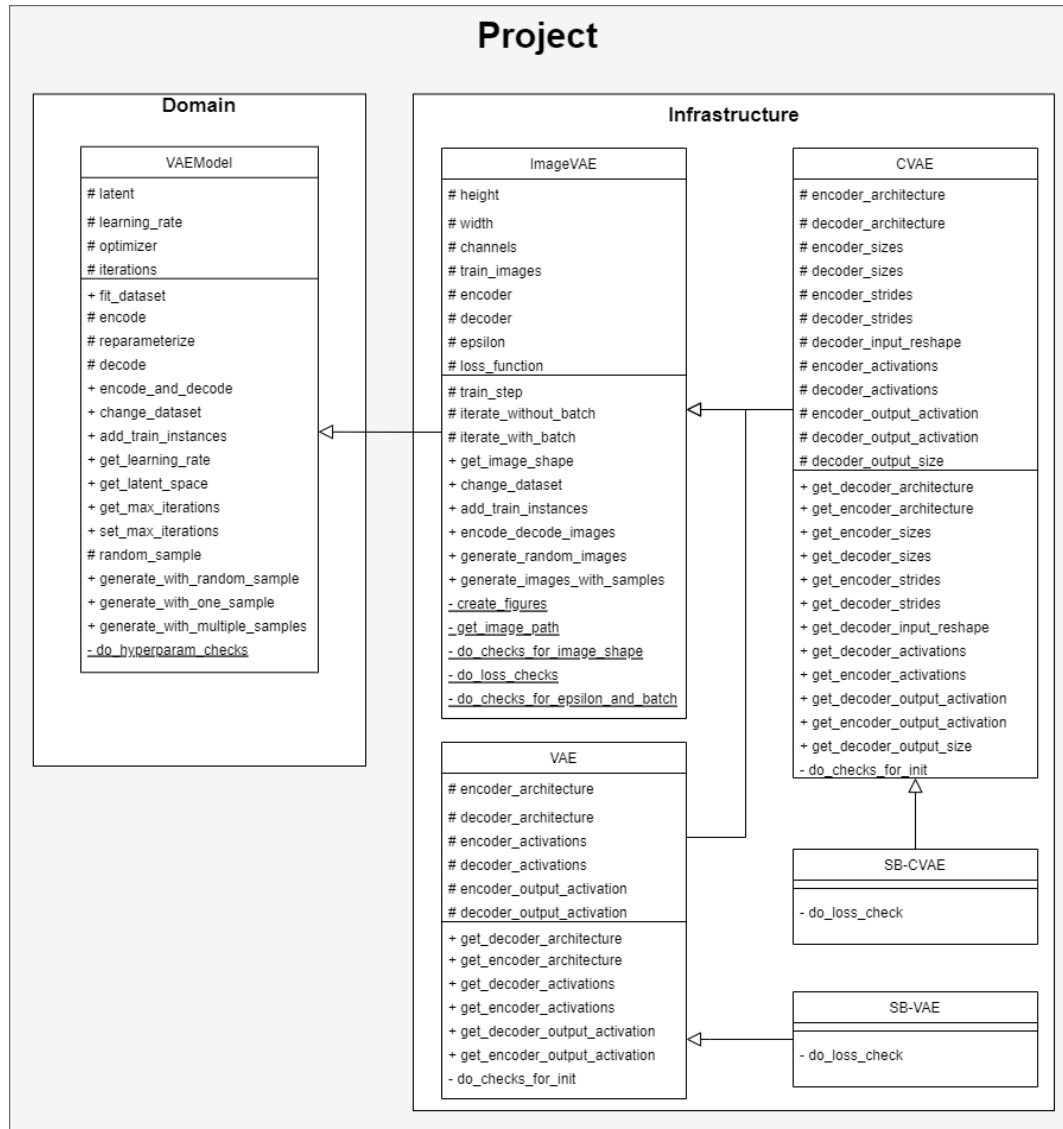 Project
Domain
VAEModel
# latent
# learning_rate
# optimizer
# iterations
+ fit_dataset
# encode
# reparameterize
# decode
+ encode_and_decode
+ change_dataset
+ add_train_instances
+ get_learning_rate
+ get_latent_space
+ get_max_iterations
+ set_max_iterations
# random_sample
+ generate_with_random_sample
+ generate_with_one_sample
+ generate_with_multiple_samples
- do_hyperparam_checks
Infrastructure
ImageVAE
# height
# width
# channels
# train_images
# encoder
# decoder
# epsilon
# loss_function
# train_step
# iterate_without_batch
# iterate_with_batch
+ get_image_shape
+ change_dataset
+ add_train_instances
+ encode_decode_images
+ generate_random_images
+ generate_images_with_samples
- create_figures
- get_image_path
- do_checks_for_image_shape
- do_loss_checks
- do_checks_for_epsilon_and_batch
VAE
# encoder_architecture
# decoder_architecture
# encoder_activations
# decoder_activations
# encoder_output_activation
# decoder_output_activation
+ get_decoder_architecture
+ get_encoder_architecture
+ get_decoder_activations
+ get_encoder_activations
+ get_decoder_output_activation
+ get_encoder_output_activation
- do_checks_for_init
CVAE
# encoder_architecture
# decoder_architecture
# encoder_sizes
# decoder_sizes
# encoder_strides
# decoder_strides
# decoder_input_reshape
# encoder_activations
# decoder_activations
# encoder_output_activation
# decoder_output_activation
# decoder_output_size
+ get_decoder_architecture
+ get_encoder_architecture
+ get_encoder_sizes
+ get_decoder_sizes
+ get_encoder_strides
+ get_decoder_strides
+ get_decoder_input_reshape
+ get_decoder_activations
+ get_encoder_activations
+ get_decoder_output_activation
+ get_encoder_output_activation
+ get_decoder_output_size
- do_checks_for_init
SB-CVAE
- do_loss_check
SB-VAE
- do_loss_check